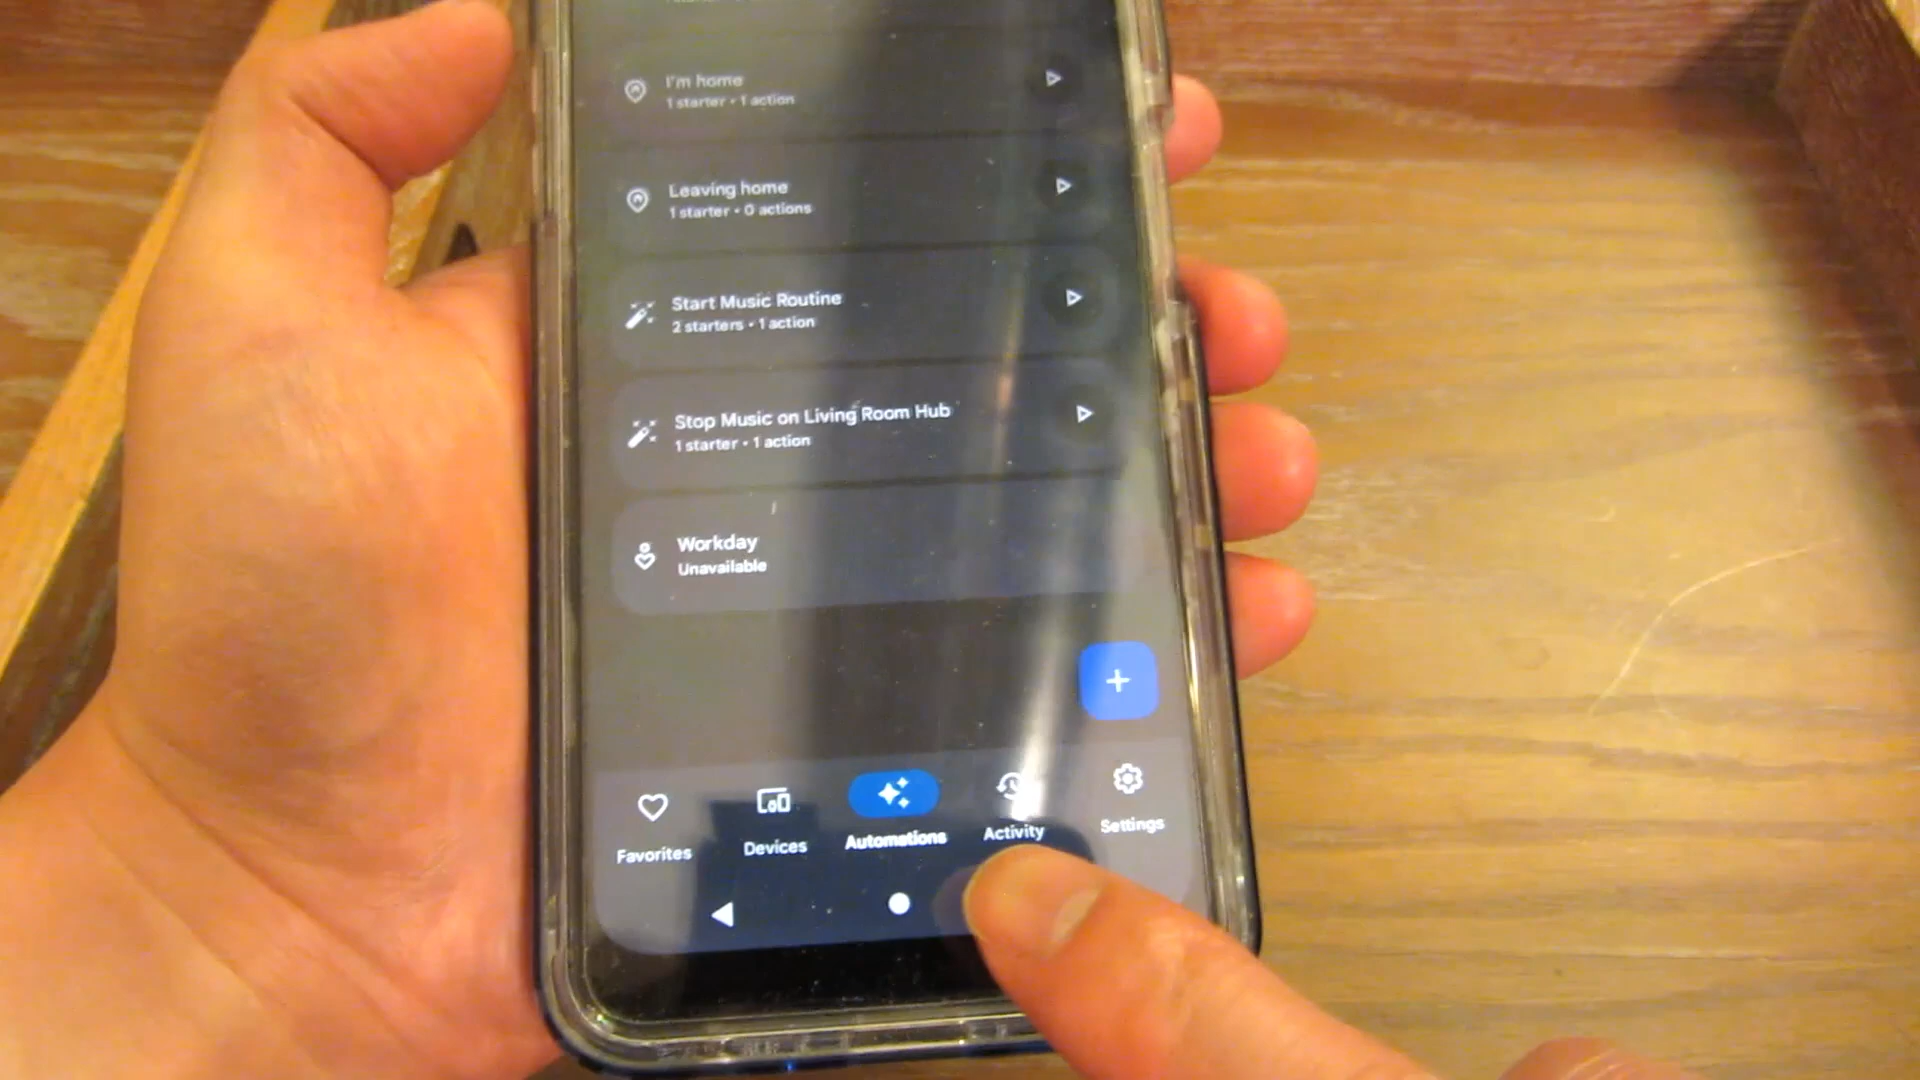 I'm home
1 starter • 1 action
Leaving home
1 starter • 0 actions
Start Music Routine
2 starters • 1 action
Stop Music on Living Room Hub
1 starter • 1 action
Workday
Unavailable
+
Favorites
Devices
Automations
Activity
Settings